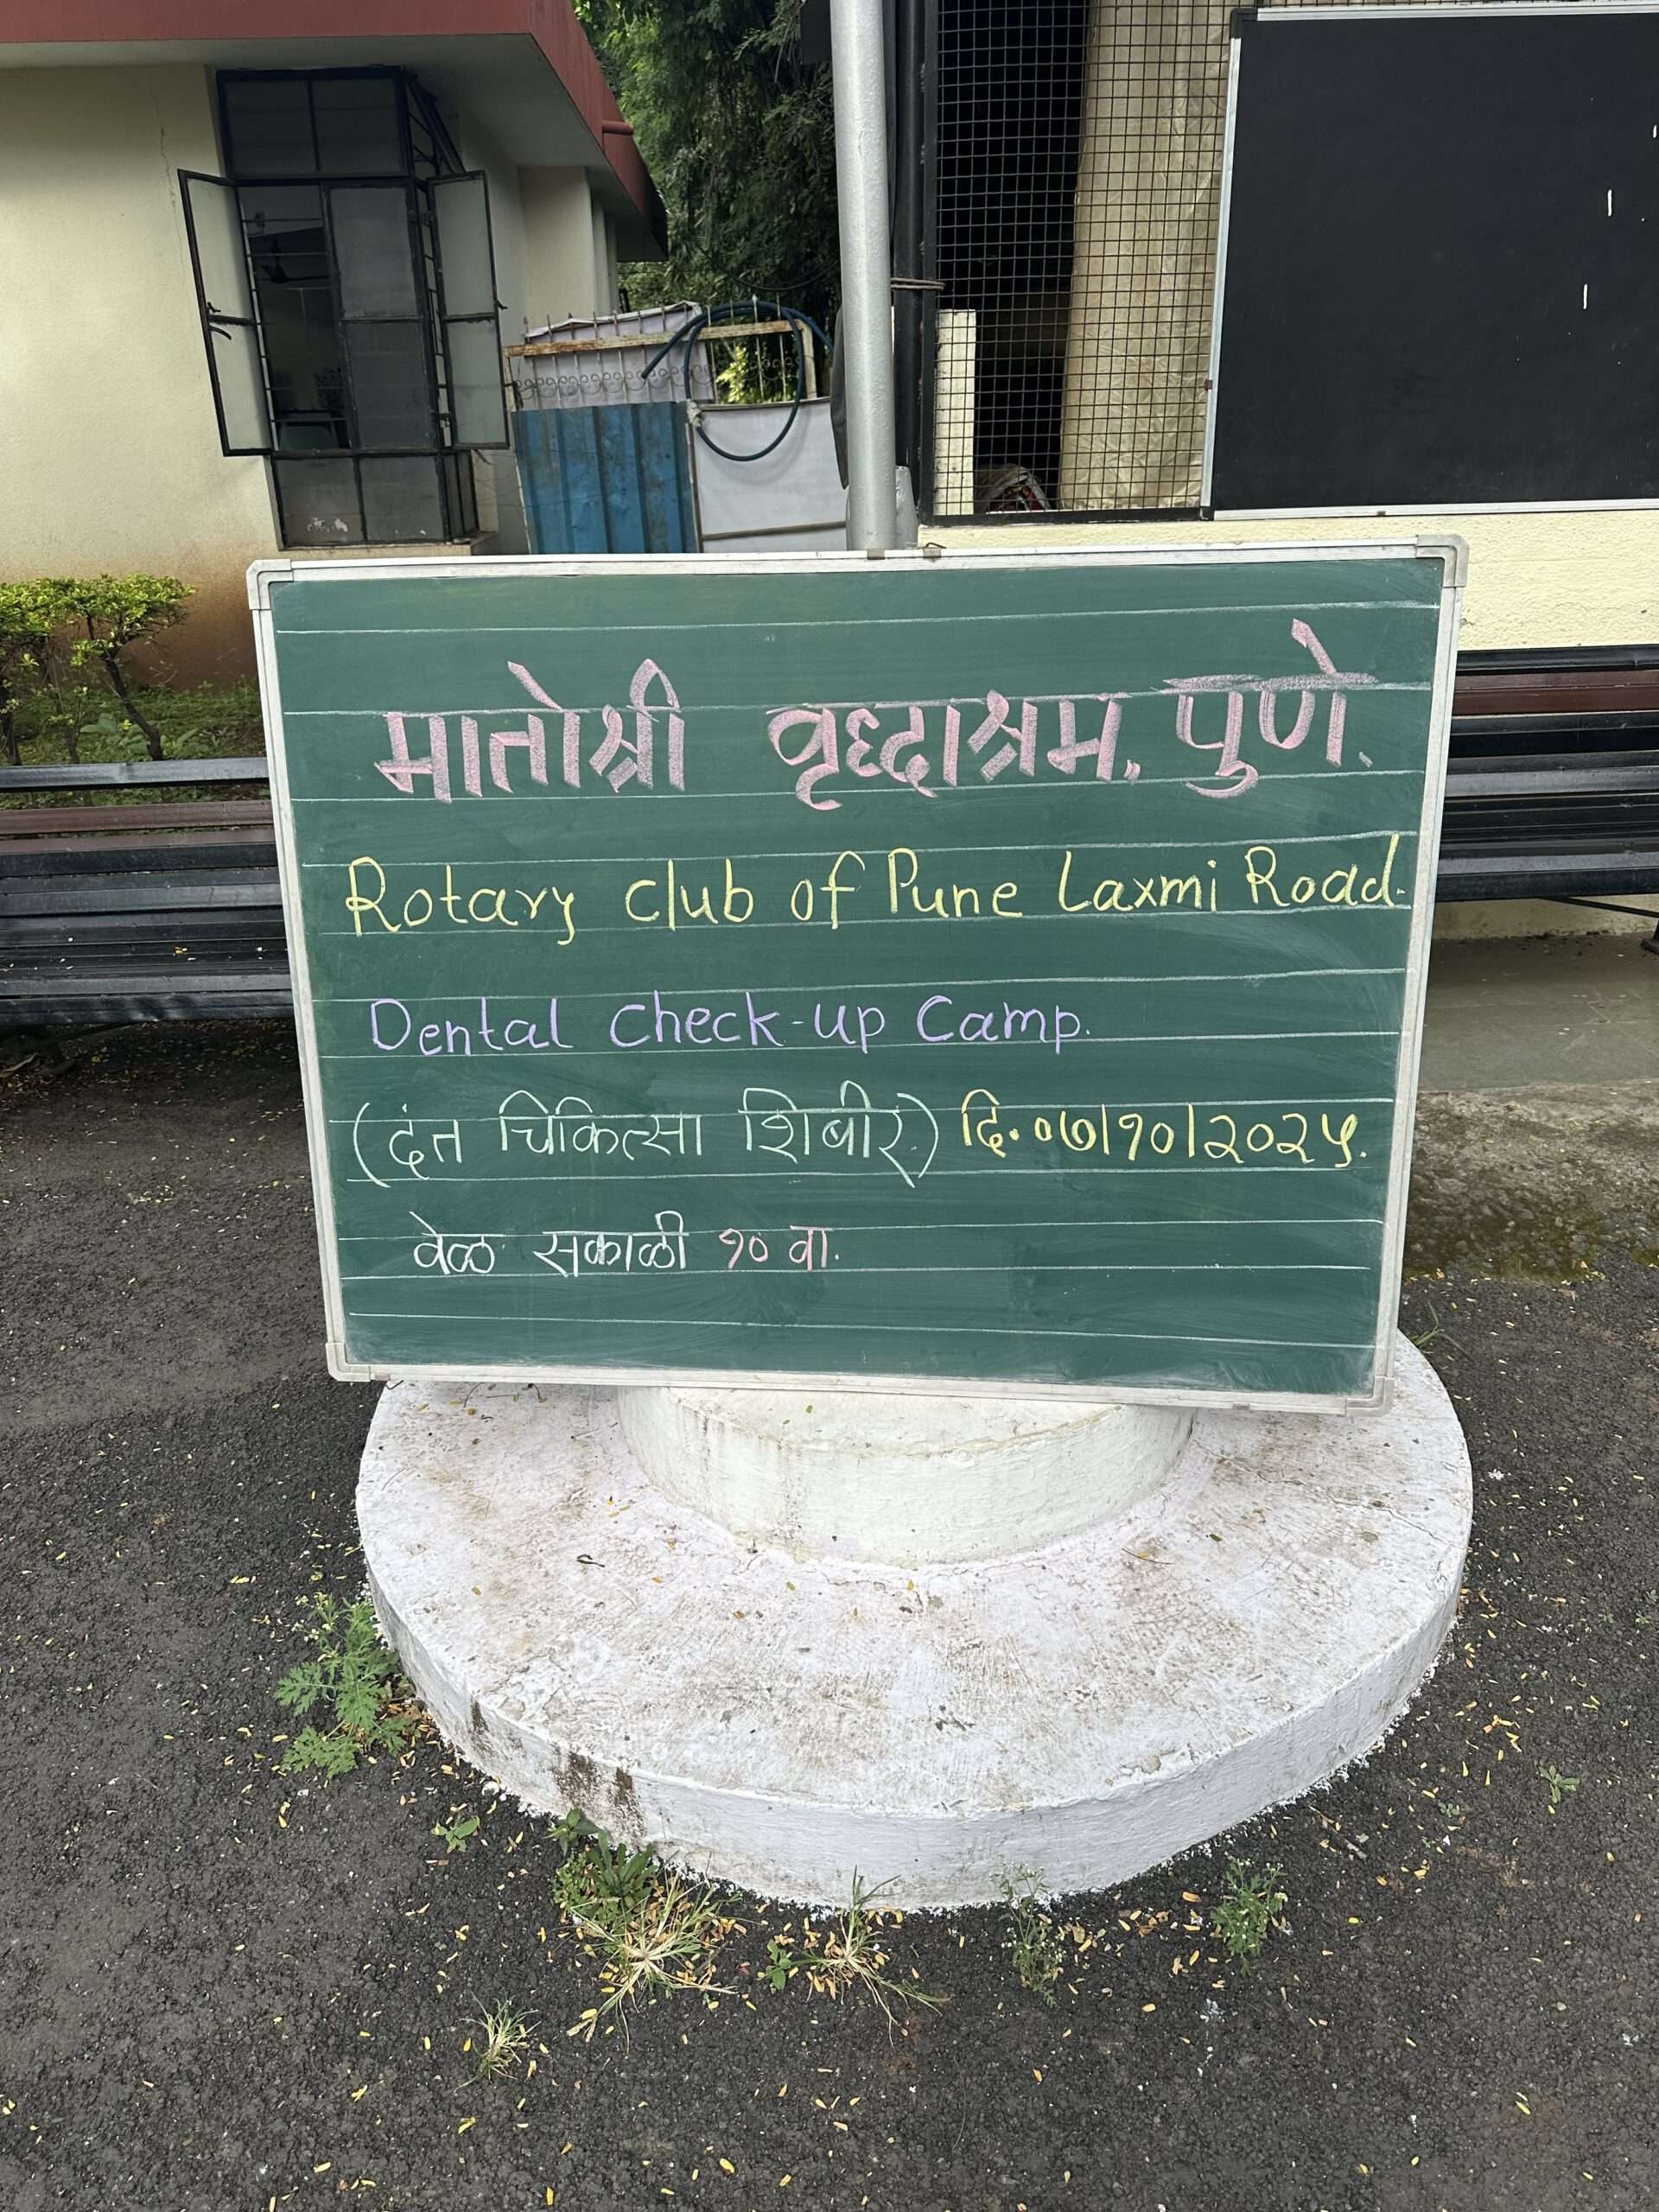 मातोश्री वृध्दाश्रम, पुणे.
Rotary club of Pune Laxmi Road.
Dental check-up Camp.
(दंत चिकित्सा शिबीर.) दि. ०७/१०/२०२५.
वेळ सकाळी १० वा.